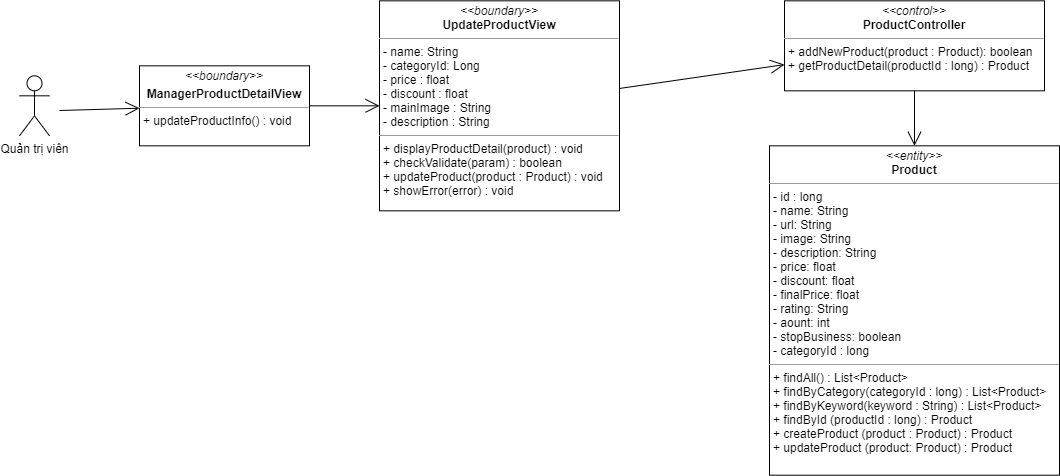 Quản trị viên
<<boundary>>
ManagerProductDetailView
+ updateProductInfo() : void
<<boundary>>
UpdateProductView
- name: String
- categoryId: Long
- price : float
- discount : float
- mainImage : String
- description : String
+ displayProductDetail(product) : void
+ checkValidate(param) : boolean
+ updateProduct(product : Product) : void
+ showError(error) : void
<<control>>
ProductController
+ addNewProduct(product : Product): boolean
+ getProductDetail(productId : long) : Product
<<entity>>
Product
- id : long
- name: String
- url: String
- image: String
- description: String
- price: float
- discount: float
- finalPrice: float
- rating: String
- aount: int
- stopBusiness: boolean
- categoryId : long
+ findAll() : List<Product>
+ findByCategory(categoryId : long) : List<Product>
+ findByKeyword(keyword : String) : List<Product>
+ findById (productId : long) : Product
+ createProduct (product : Product) : Product
+ updateProduct (product: Product) : Product